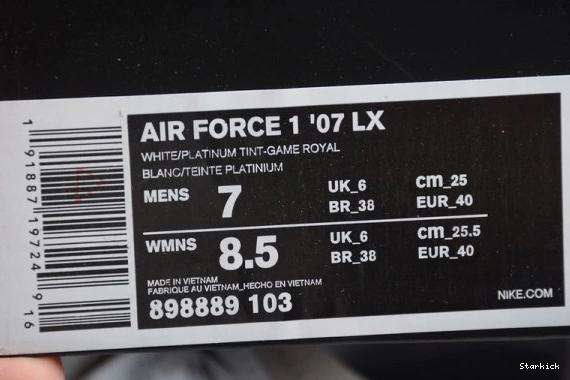 AIR FORCE 1 '07 LX
WHITE/PLATINUM TINT-GAME ROYAL
BLANC/TEINTE PLATINIUM
MENS 7 UK_6 cm_25
BR_38 EUR_40
WMNS 8.5 UK_6 cm_25.5
BR_38 EUR_40
MADE IN VIETNAM
FABRIQUE AU VIETNAM_HECHO EN VIETNAM
898889 103
NIKE.COM
1 91887 19724 9 16
Starkick